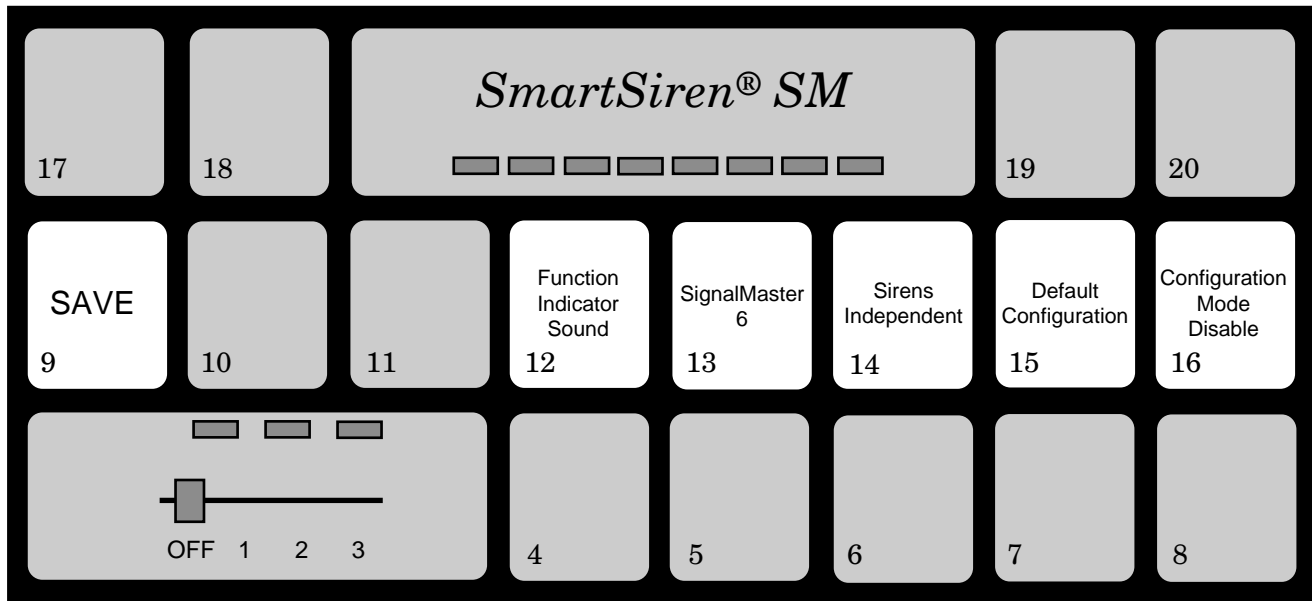 SmartSiren® SM
17
18
19
20
SAVE
9
10
11
Function
Indicator
Sound
12
SignalMaster
6
13
Sirens
Independent
14
Default
Configuration
15
Configuration
Mode
Disable
16
OFF 1 2 3
4
5
6
7
8